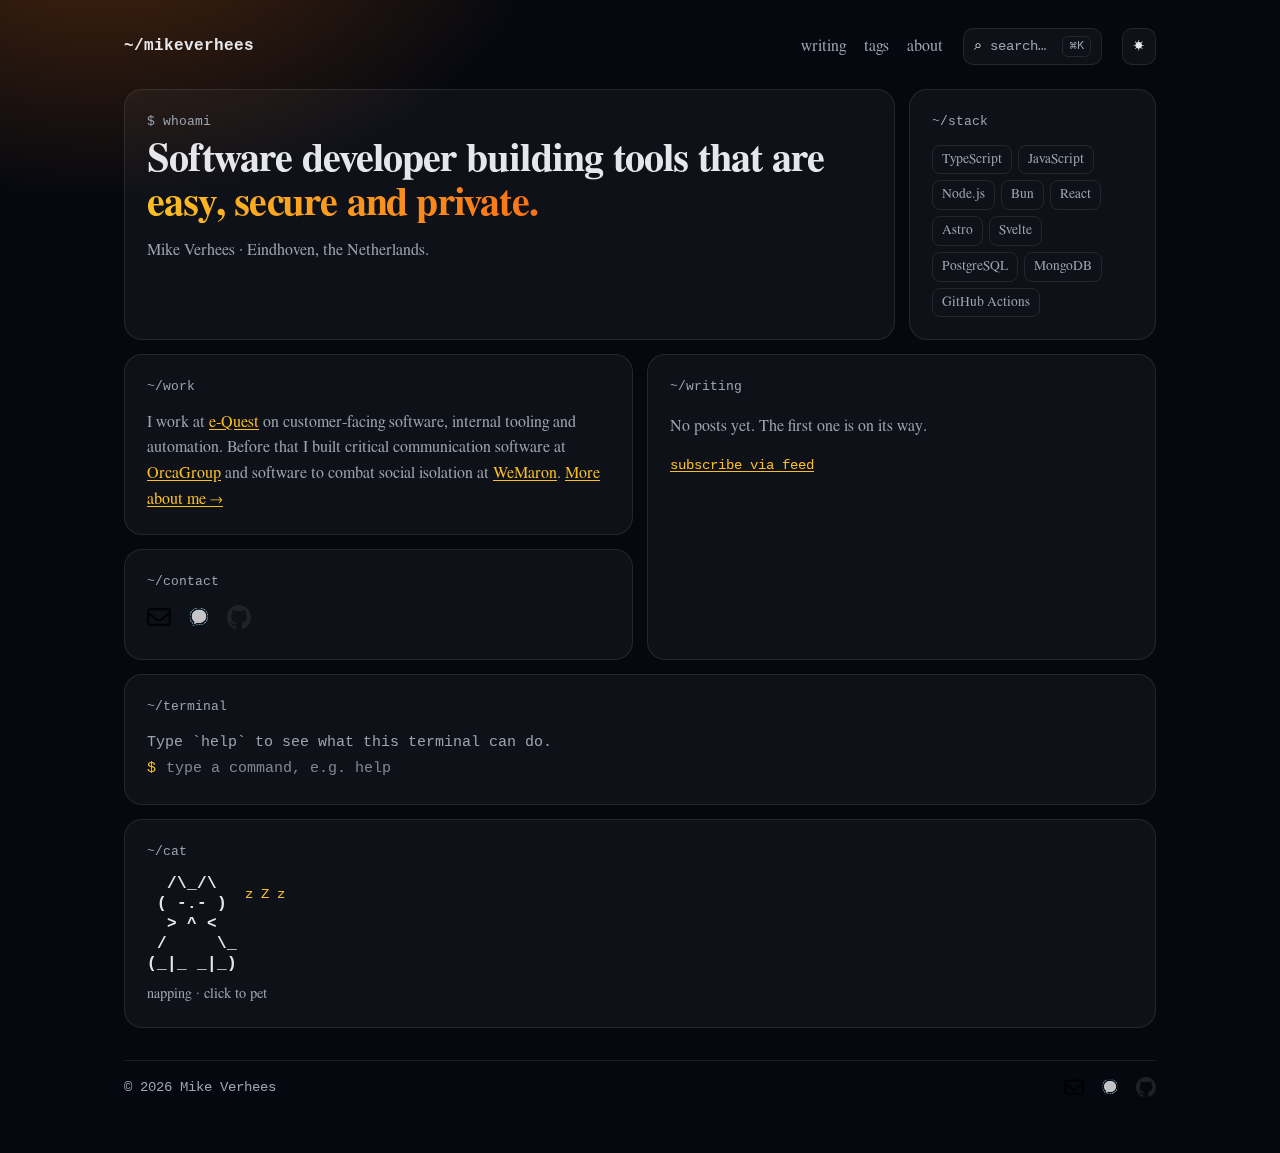 ~/mikeverhees
writing tags about search… ⌘K
$ whoami
Software developer building tools that are
easy, secure and private.
Mike Verhees · Eindhoven, the Netherlands.
~/stack
TypeScript JavaScript
Node.js Bun React
Astro Svelte
PostgreSQL MongoDB
GitHub Actions
~/work
I work at e-Quest on customer-facing software, internal tooling and
automation. Before that I built critical communication software at
OrcaGroup and software to combat social isolation at WeMaron. More
about me →
~/writing
No posts yet. The first one is on its way.
subscribe via feed
~/contact
~/terminal
Type `help` to see what this terminal can do.
$ type a command, e.g. help
~/cat
  /\_/\
 ( -.- ) z Z z
  > ^ <
 /     \_
(_|_ _|_)
napping · click to pet
© 2026 Mike Verhees